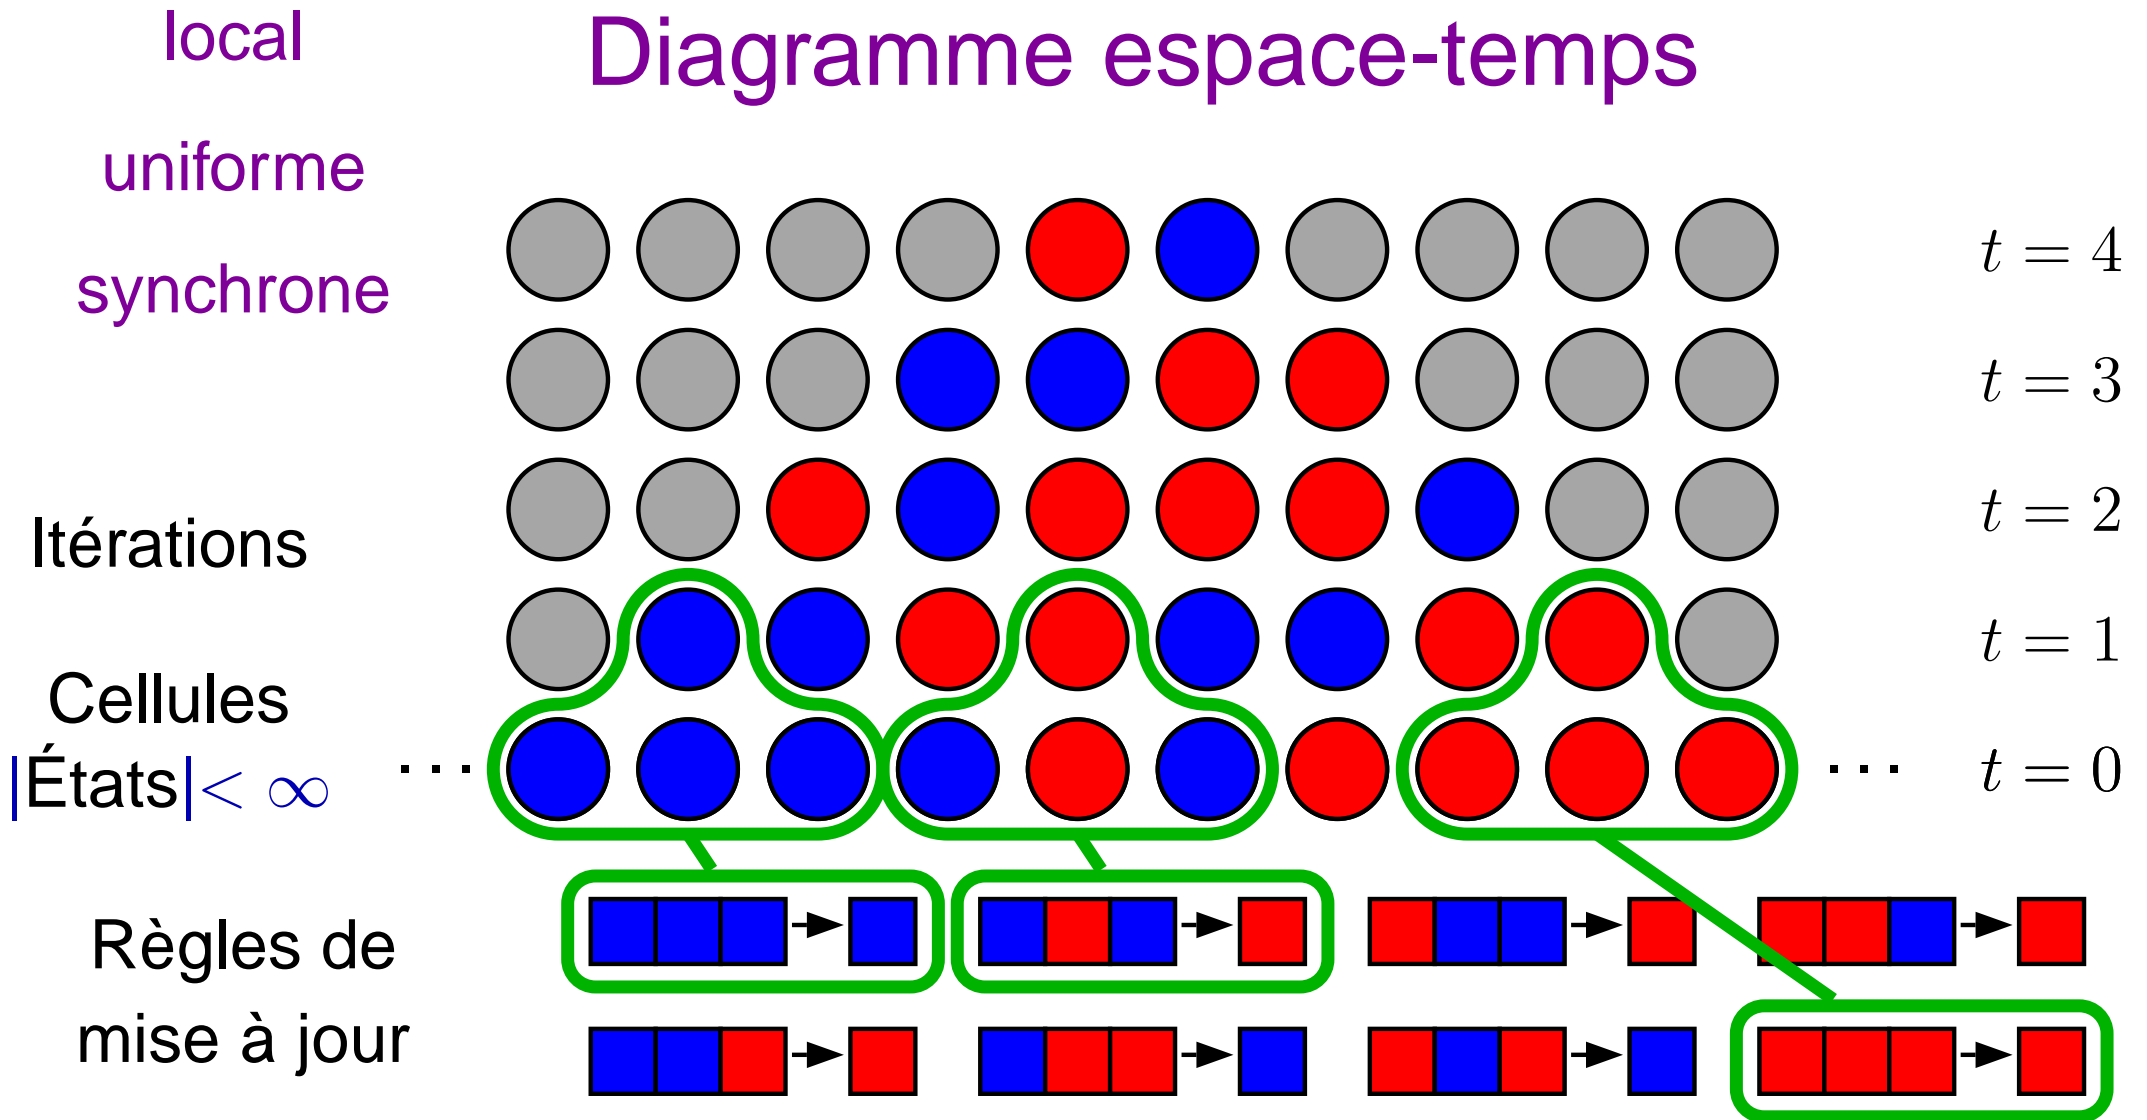 local
Diagramme espace-temps
uniforme
synchrone
t = 4
t = 3
t = 2
Itérations
t = 1
Cellules
|États|< ∞
··· ···
t = 0
Règles de
mise à jour